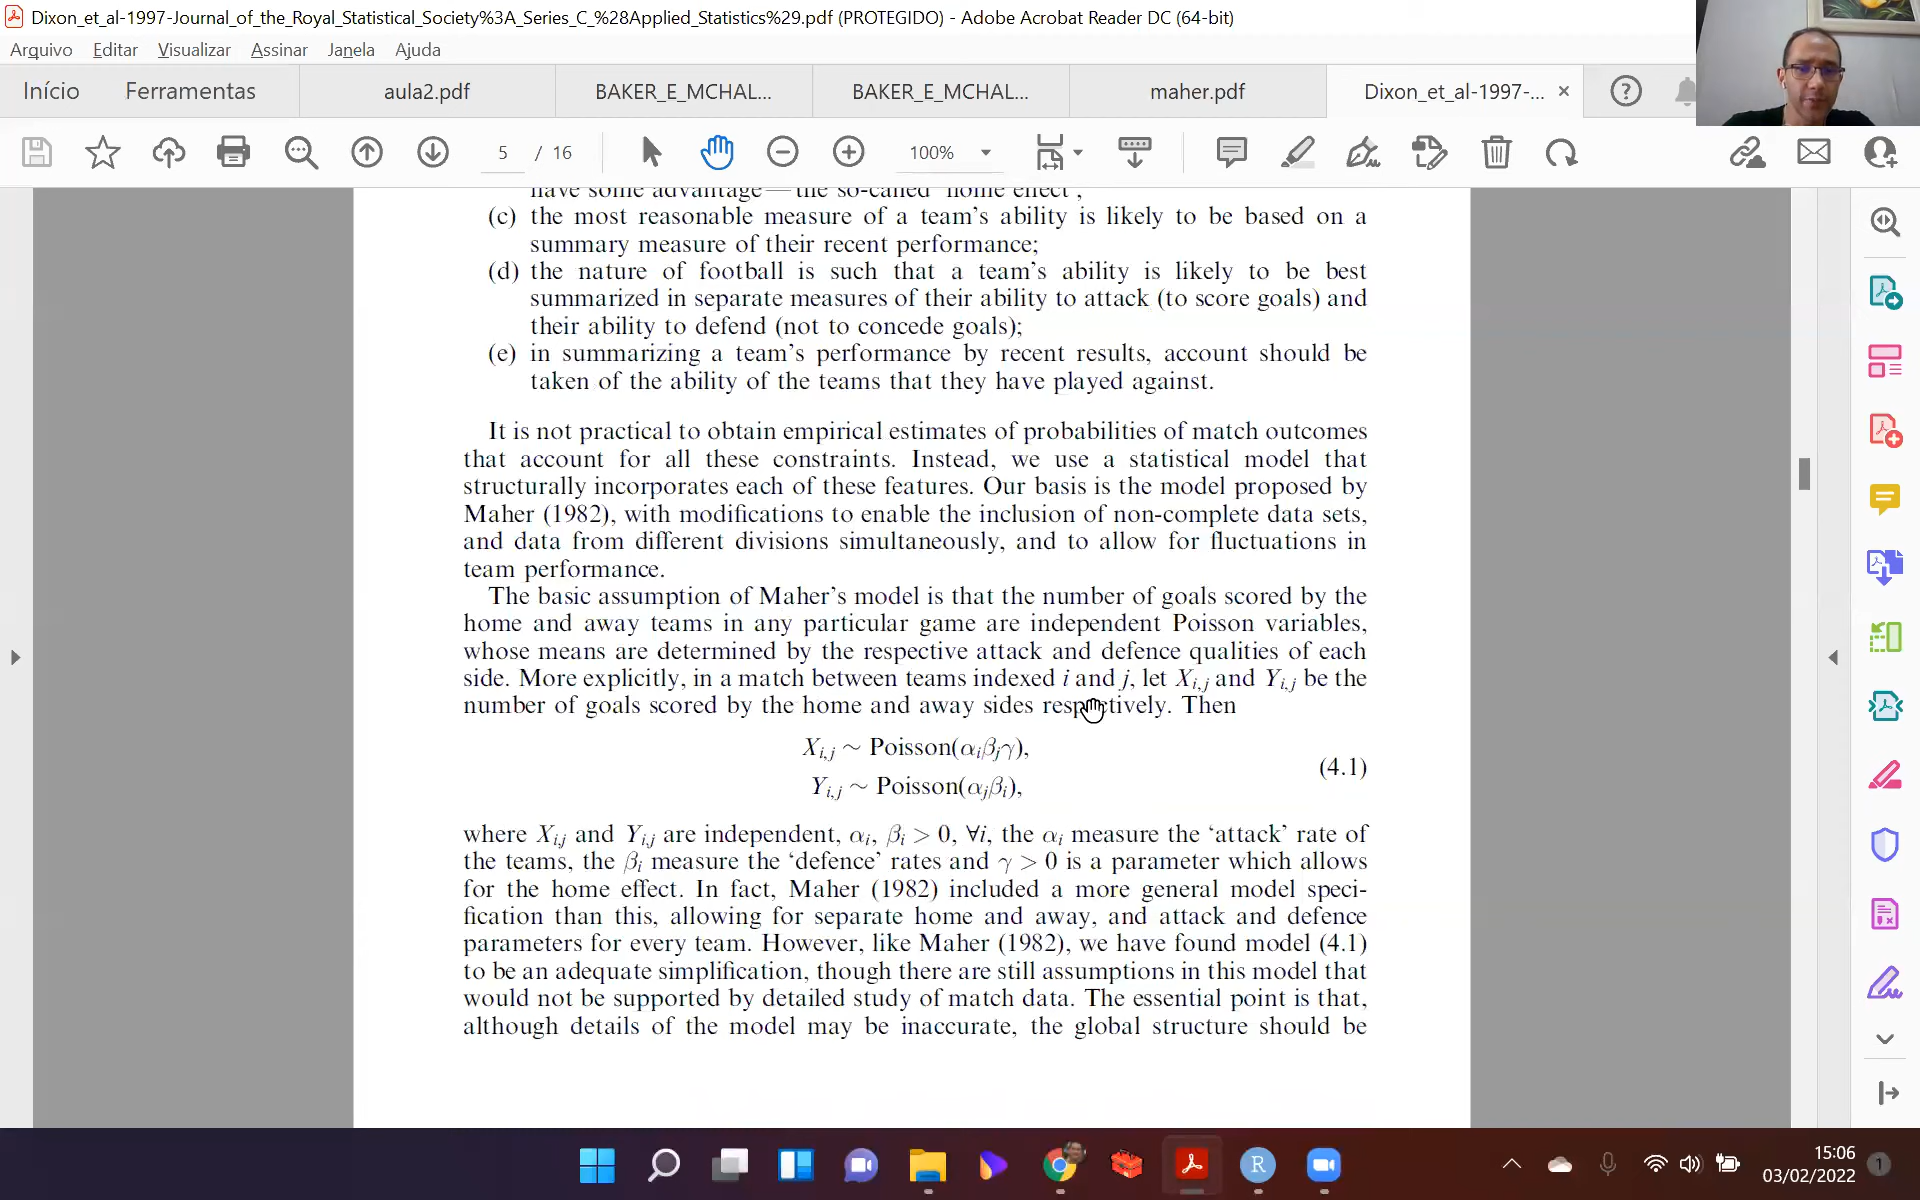 Dixon_et_al-1997-Journal_of_the_Royal_Statistical_Society%3A_Series_C_%28Applied_Statistics%29.pdf (PROTEGIDO) - Adobe Acrobat Reader DC (64-bit)
Arquivo Editar Visualizar Assinar Janela Ajuda
Início Ferramentas aula2.pdf BAKER_E_MCHAL... BAKER_E_MCHAL... maher.pdf Dixon_et_al-1997-... ×
5 / 16 100%
have some advantage — the so-called 'home effect';
(c) the most reasonable measure of a team's ability is likely to be based on a
summary measure of their recent performance;
(d) the nature of football is such that a team's ability is likely to be best
summarized in separate measures of their ability to attack (to score goals) and
their ability to defend (not to concede goals);
(e) in summarizing a team's performance by recent results, account should be
taken of the ability of the teams that they have played against.
It is not practical to obtain empirical estimates of probabilities of match outcomes
that account for all these constraints. Instead, we use a statistical model that
structurally incorporates each of these features. Our basis is the model proposed by
Maher (1982), with modifications to enable the inclusion of non-complete data sets,
and data from different divisions simultaneously, and to allow for fluctuations in
team performance.
The basic assumption of Maher's model is that the number of goals scored by the
home and away teams in any particular game are independent Poisson variables,
whose means are determined by the respective attack and defence qualities of each
side. More explicitly, in a match between teams indexed i and j, let X_{i,j} and Y_{i,j} be the
number of goals scored by the home and away sides respectively. Then
X_{i,j} ~ Poisson(α_iβ_jγ),
(4.1)
Y_{i,j} ~ Poisson(α_jβ_i),
where X_{i,j} and Y_{i,j} are independent, α_i, β_i > 0, ∀i, the α_i measure the 'attack' rate of
the teams, the β_i measure the 'defence' rates and γ > 0 is a parameter which allows
for the home effect. In fact, Maher (1982) included a more general model speci-
fication than this, allowing for separate home and away, and attack and defence
parameters for every team. However, like Maher (1982), we have found model (4.1)
to be an adequate simplification, though there are still assumptions in this model that
would not be supported by detailed study of match data. The essential point is that,
although details of the model may be inaccurate, the global structure should be
15:06
03/02/2022
1